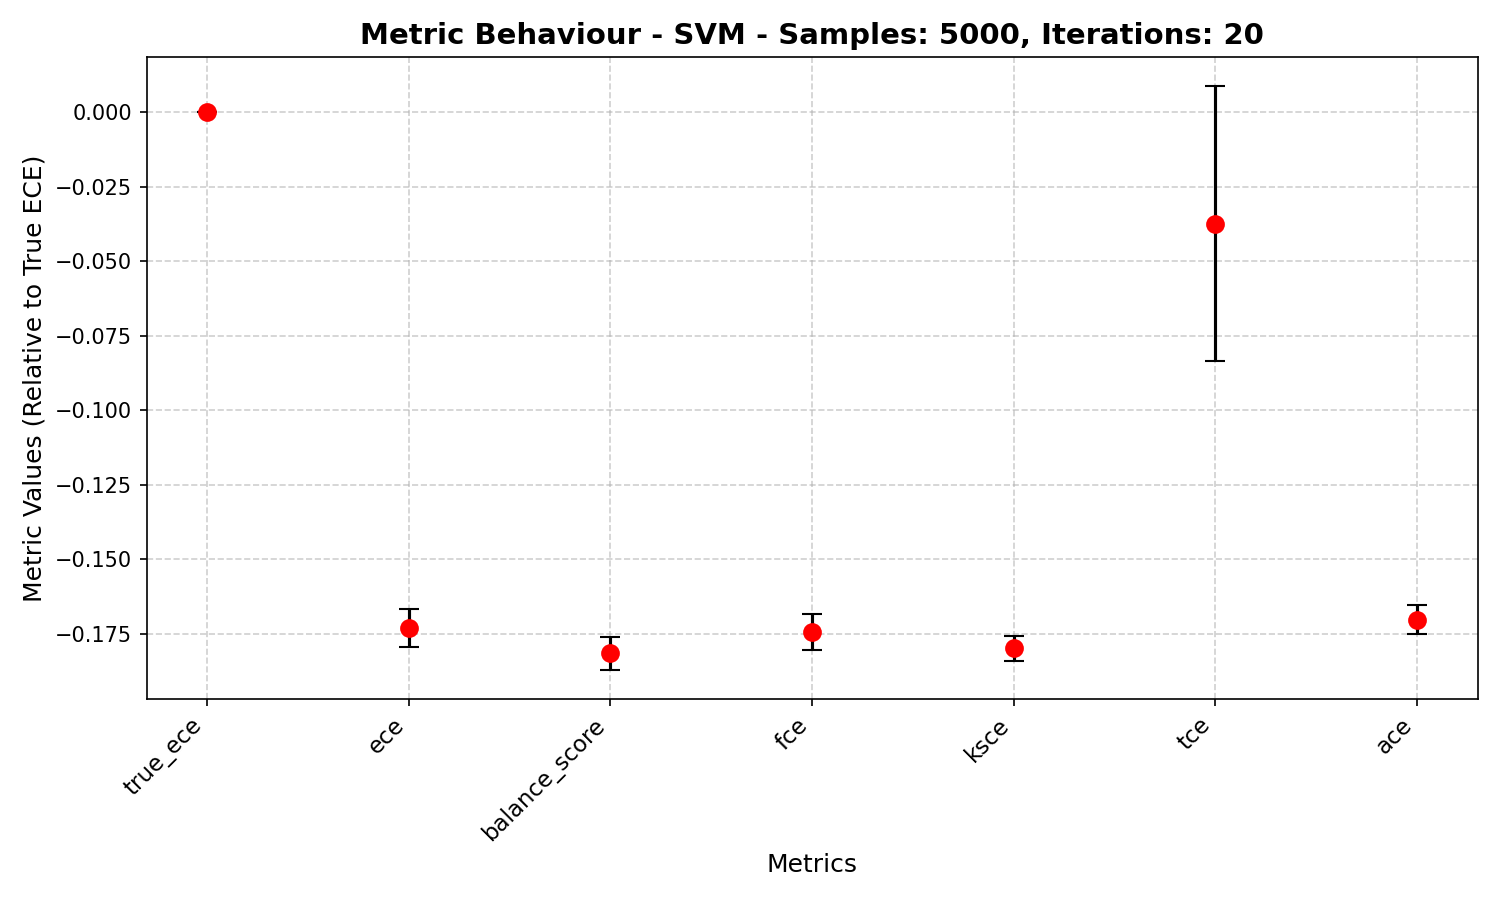 Metric Behaviour - SVM - Samples: 5000, Iterations: 20
Metric Values (Relative to True ECE)
0.000
−0.025
−0.050
−0.075
−0.100
−0.125
−0.150
−0.175
true_ece
ece
balance_score
fce
ksce
tce
ace
Metrics